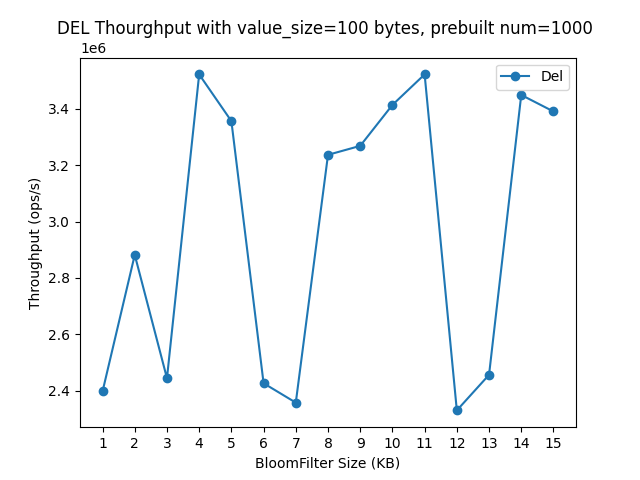 DEL Thourghput with value_size=100 bytes, prebuilt num=1000
1e6
Del
3.4
3.2
3.0
2.8
2.6
2.4
Throughput (ops/s)
1 2 3 4 5 6 7 8 9 10 11 12 13 14 15
BloomFilter Size (KB)